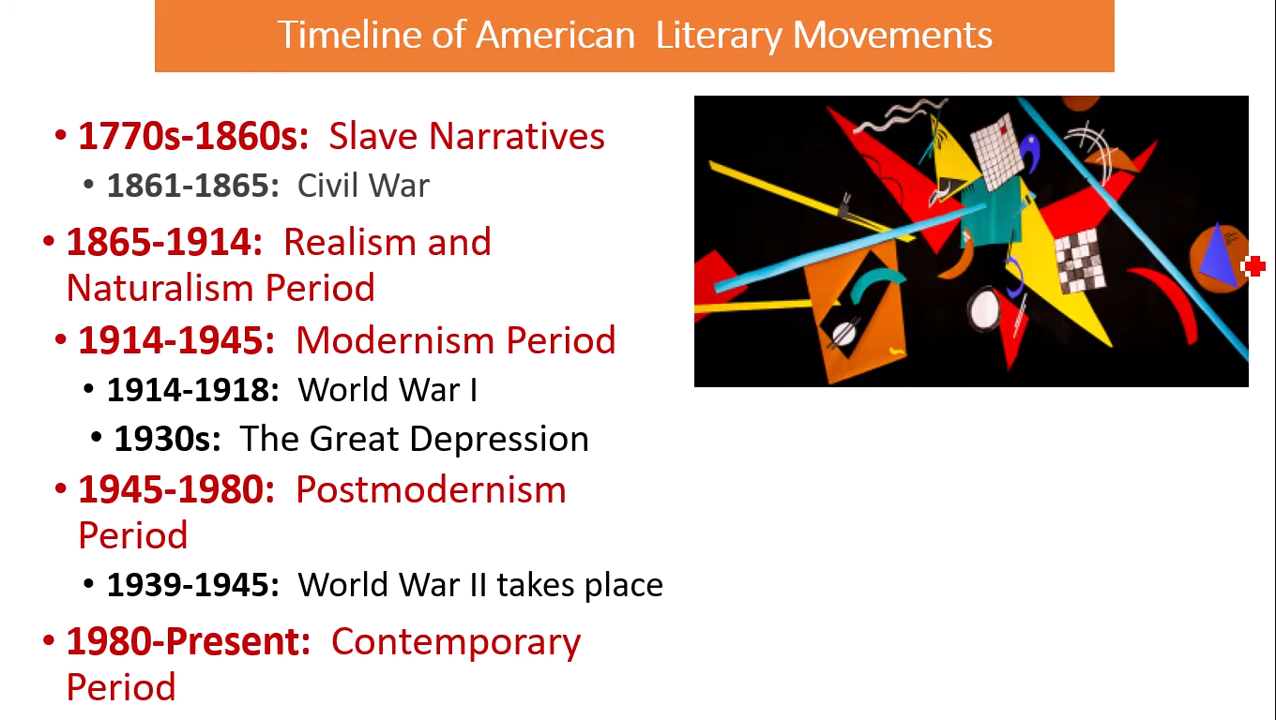 Timeline of American  Literary Movements
• 1770s-1860s:  Slave Narratives
• 1861-1865:  Civil War
• 1865-1914:  Realism and
Naturalism Period
• 1914-1945:  Modernism Period
• 1914-1918:  World War I
• 1930s:  The Great Depression
• 1945-1980:  Postmodernism
Period
• 1939-1945:  World War II takes place
• 1980-Present:  Contemporary
Period